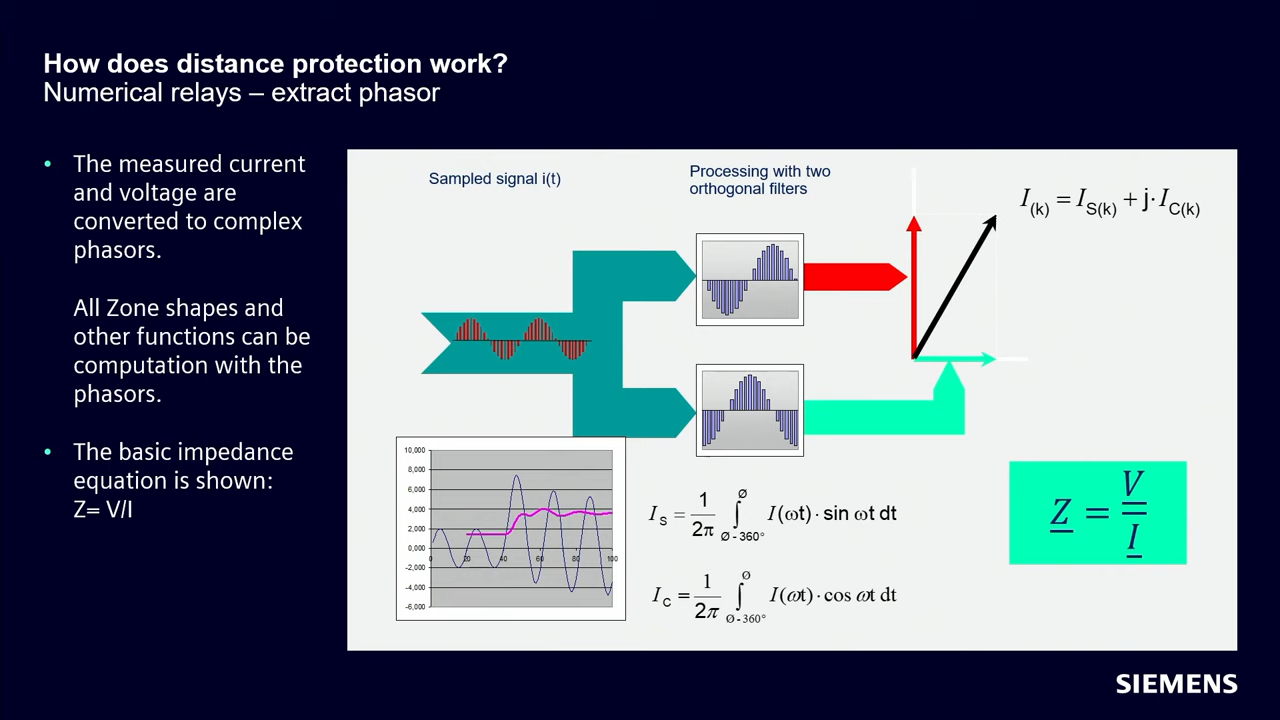 How does distance protection work?
Numerical relays – extract phasor
• The measured current
and voltage are
converted to complex
phasors.
All Zone shapes and
other functions can be
computation with the
phasors.
• The basic impedance
equation is shown:
Z= V/I
Sampled signal i(t)
Processing with two
orthogonal filters
I(k) = IS(k) + j· IC(k)
10,000
8,000
6,000
4,000
2,000
0,000
-2,000
-4,000
-6,000
0 20 40 60 80 100
I S = 1/2π ∫ Ø Ø - 360° I(ωt) · sin ωt dt
I C = 1/2π ∫ Ø Ø - 360° I(ωt) · cos ωt dt
Z = V/I
SIEMENS